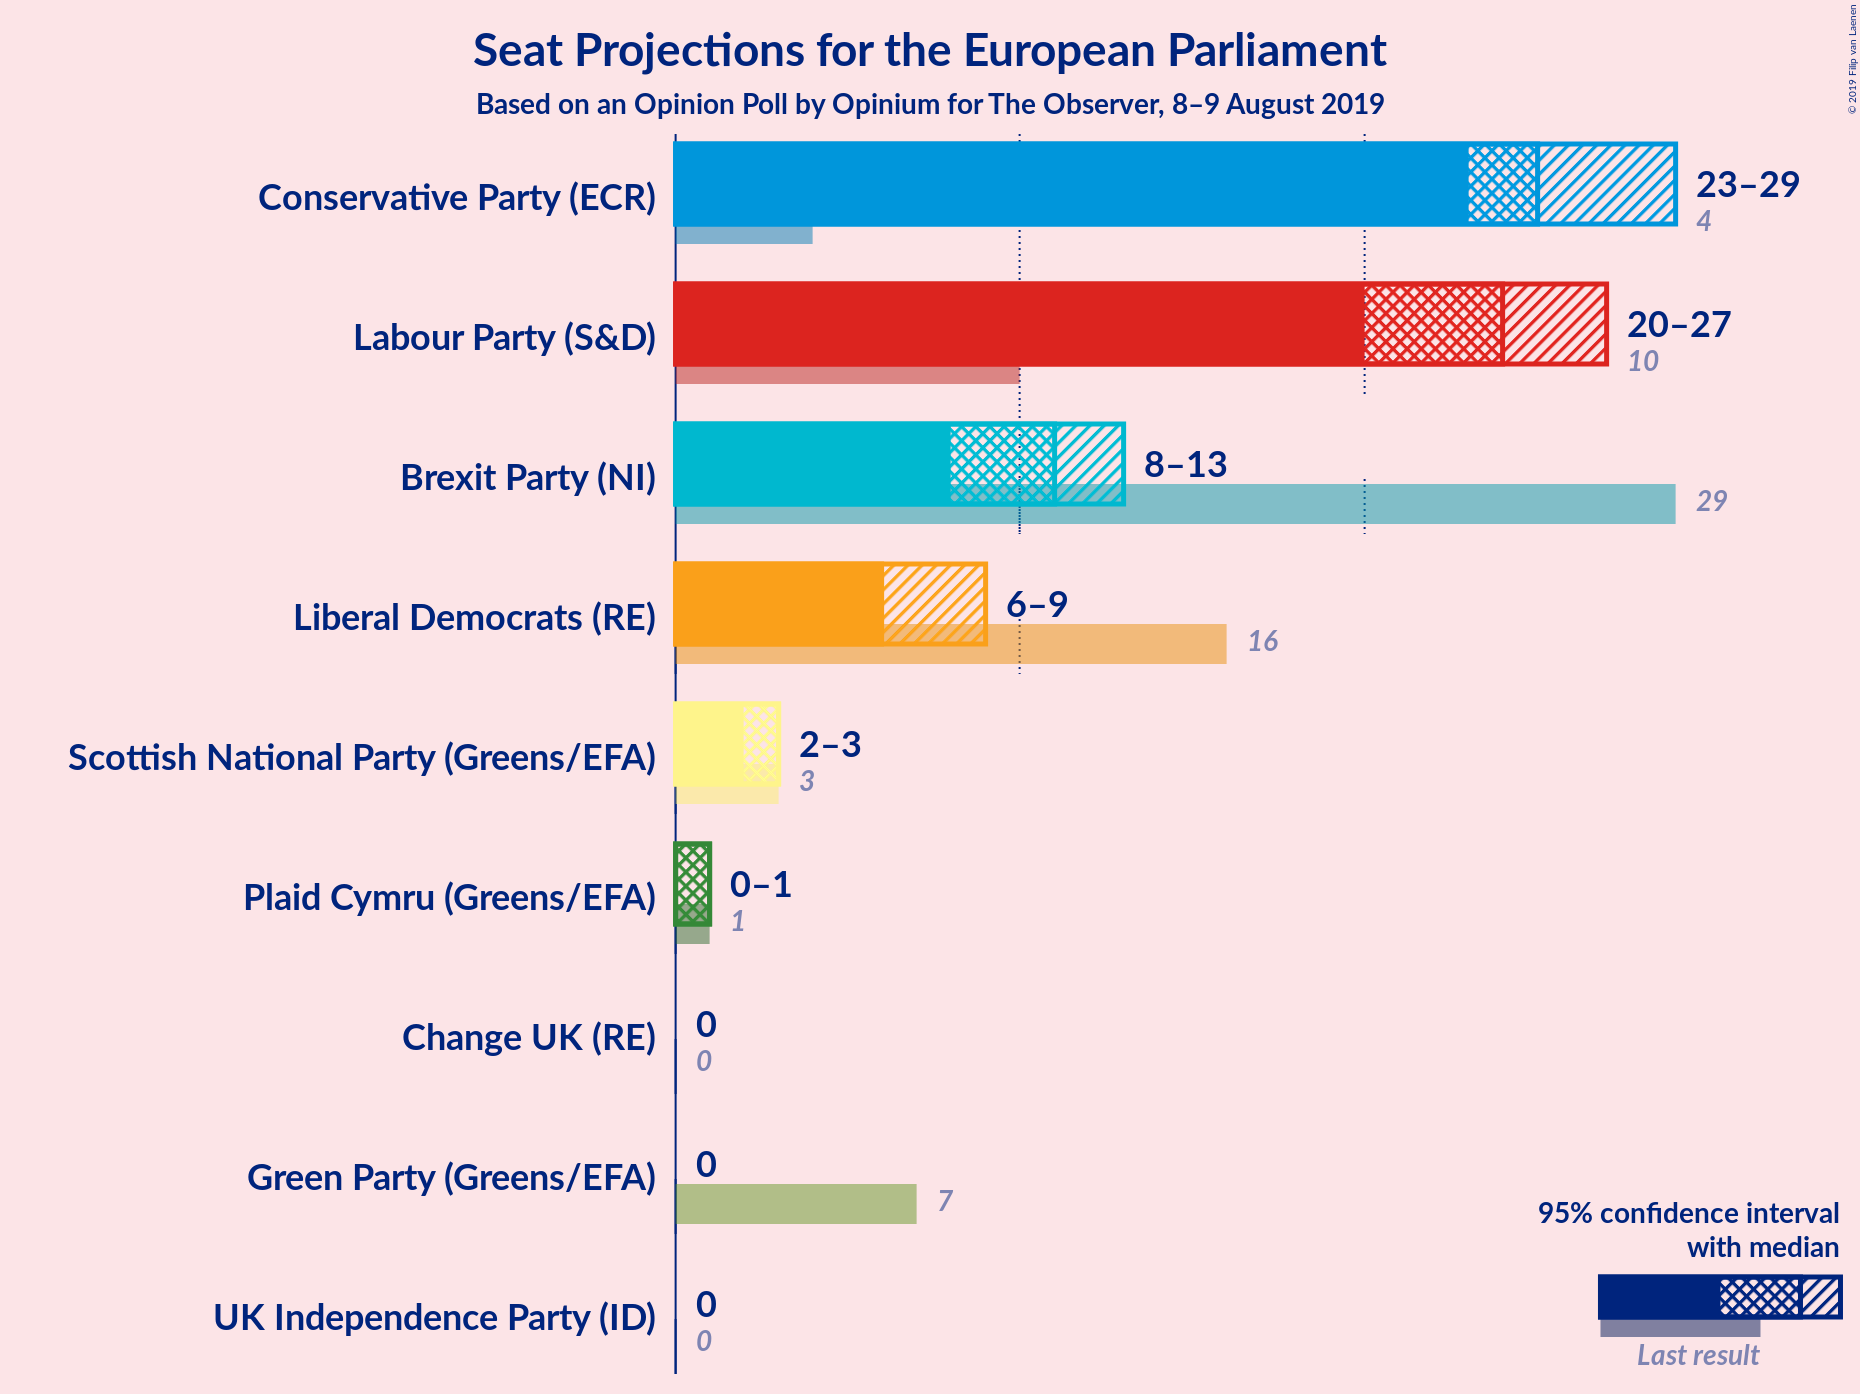 Seat Projections for the European Parliament
Based on an Opinion Poll by Opinium for The Observer, 8–9 August 2019
© 2019 Filip van Laenen
Conservative Party (ECR)
23–29
4
Labour Party (S&D)
20–27
10
Brexit Party (NI)
8–13
29
Liberal Democrats (RE)
6–9
16
Scottish National Party (Greens/EFA)
2–3
3
Plaid Cymru (Greens/EFA)
0–1
1
Change UK (RE)
0
0
Green Party (Greens/EFA)
0
7
UK Independence Party (ID)
0
0
95% confidence interval
with median
Last result